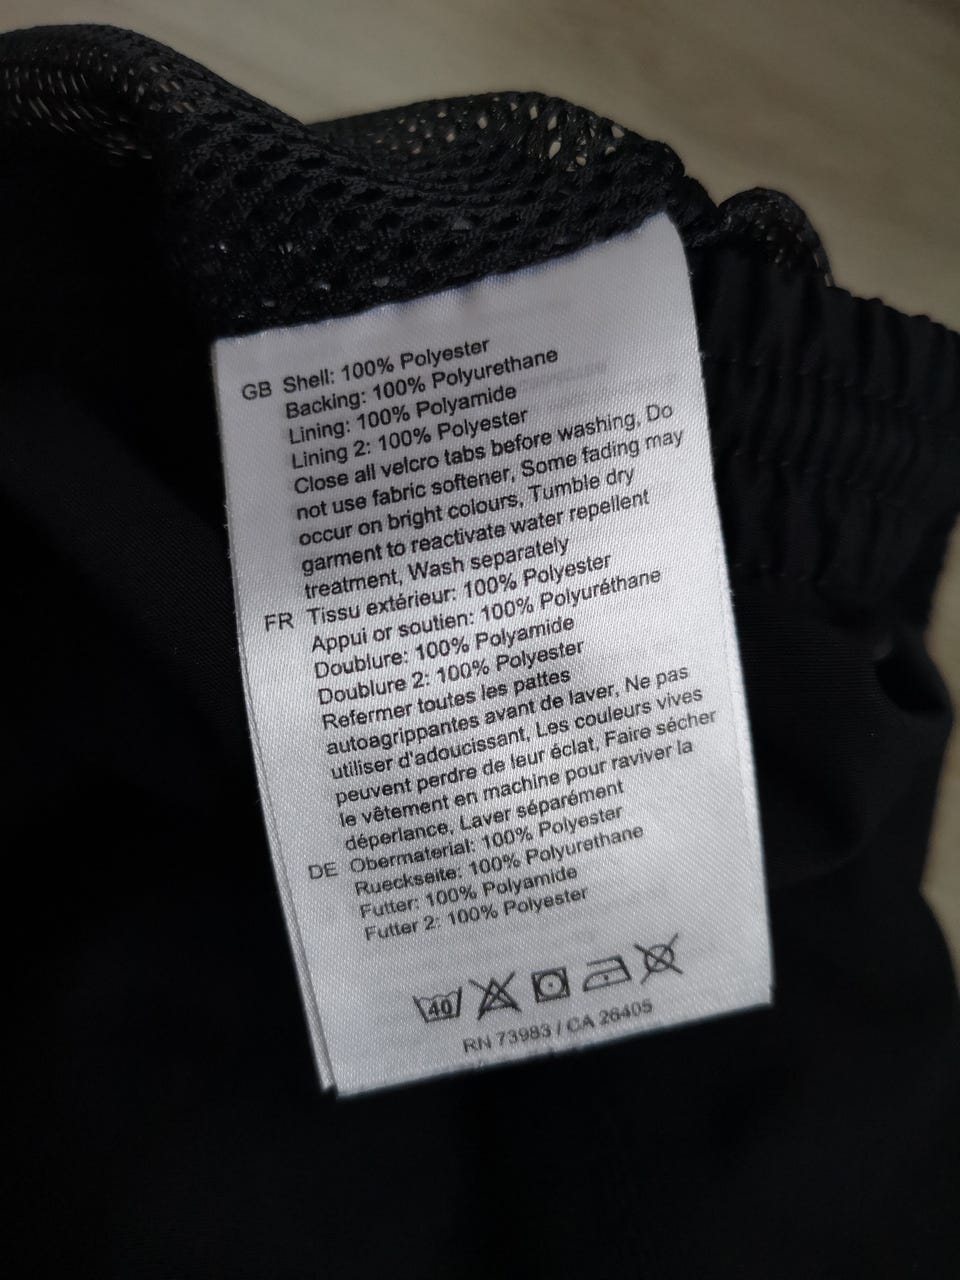 GB Shell: 100% Polyester
Backing: 100% Polyurethane
Lining: 100% Polyamide
Lining 2: 100% Polyester
Close all velcro tabs before washing, Do
not use fabric softener, Some fading may
occur on bright colours, Tumble dry
garment to reactivate water repellent
treatment, Wash separately
FR Tissu extérieur: 100% Polyester
Appui or soutien: 100% Polyuréthane
Doublure: 100% Polyamide
Doublure 2: 100% Polyester
Refermer toutes les pattes
autoagrippantes avant de laver, Ne pas
utiliser d'adoucissant, Les couleurs vives
peuvent perdre de leur éclat, Faire sécher
le vêtement en machine pour raviver la
déperlance, Laver séparément
DE Obermaterial: 100% Polyester
Rueckseite: 100% Polyurethane
Futter: 100% Polyamide
Futter 2: 100% Polyester
40
RN 73983 / CA 26405